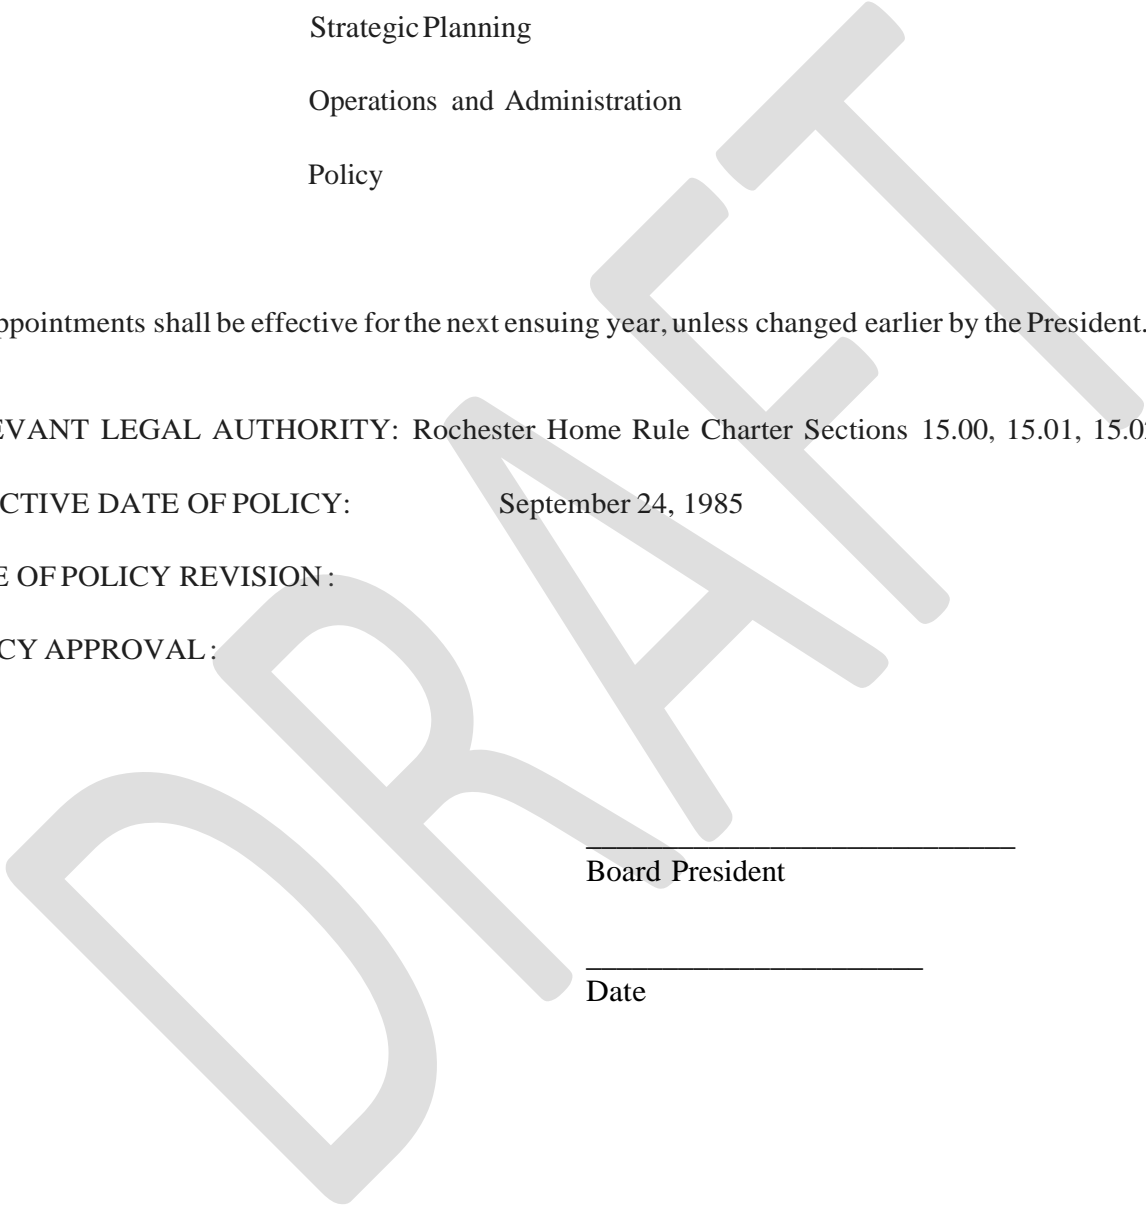 Strategic Planning
Operations and Administration
Policy
ppointments shall be effective for the next ensuing year, unless changed earlier by the President.
EVANT LEGAL AUTHORITY: Rochester Home Rule Charter Sections 15.00, 15.01, 15.0
CTIVE DATE OF POLICY: September 24, 1985
E OF POLICY REVISION :
CY APPROVAL :
Board President
Date
DRAFT